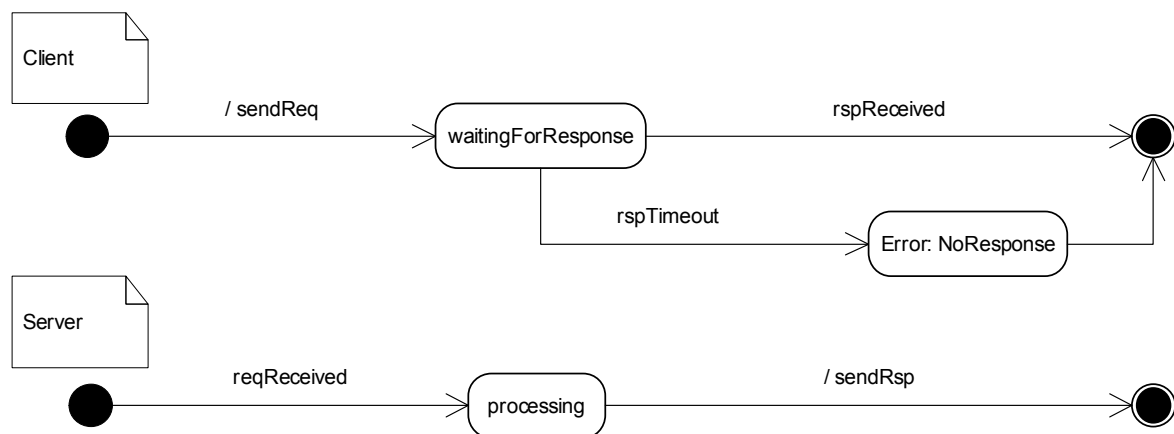 Client
/ sendReq
rspReceived
waitingForResponse
rspTimeout
Error: NoResponse
Server
reqReceived
/ sendRsp
processing